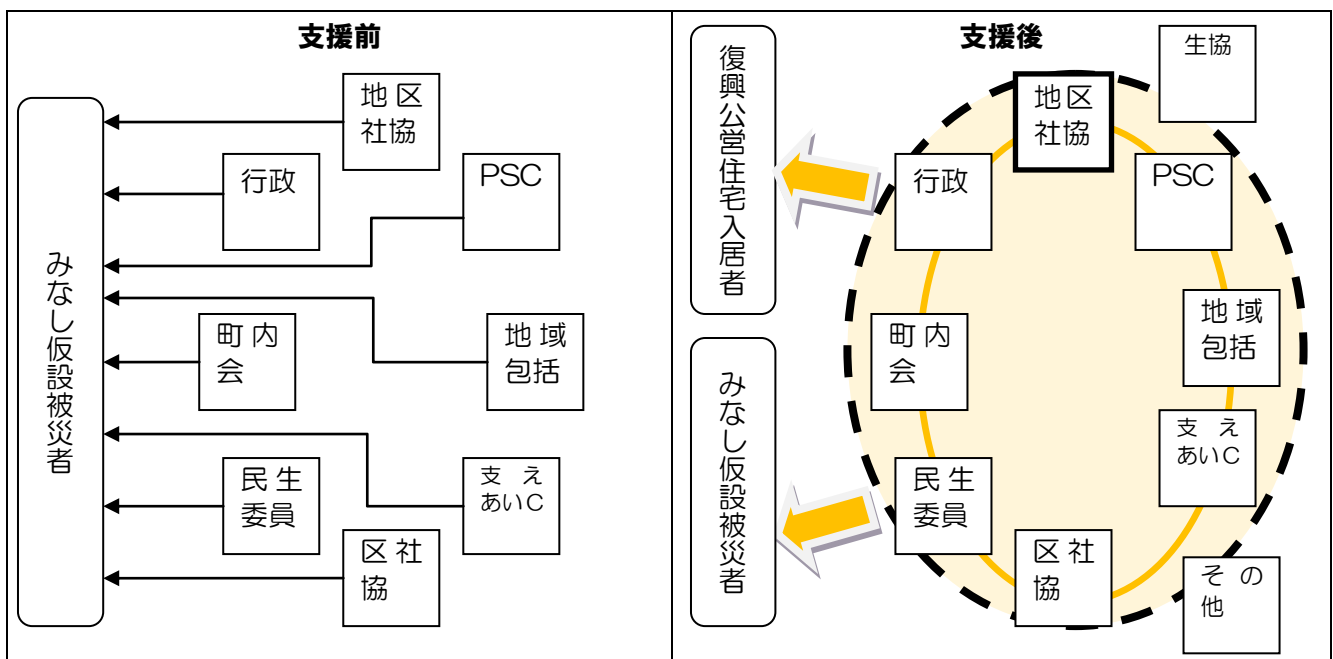 支援前
地区
社協
行政
PSC
みなし仮設被災者
町内
会
地域
包括
民生
委員
支え
あいC
区社
協
支援後
復興公営住宅入居者
生協
地区
社協
行政
PSC
町内
会
地域
包括
みなし仮設被災者
支え
あいC
民生
委員
区社
協
その
他